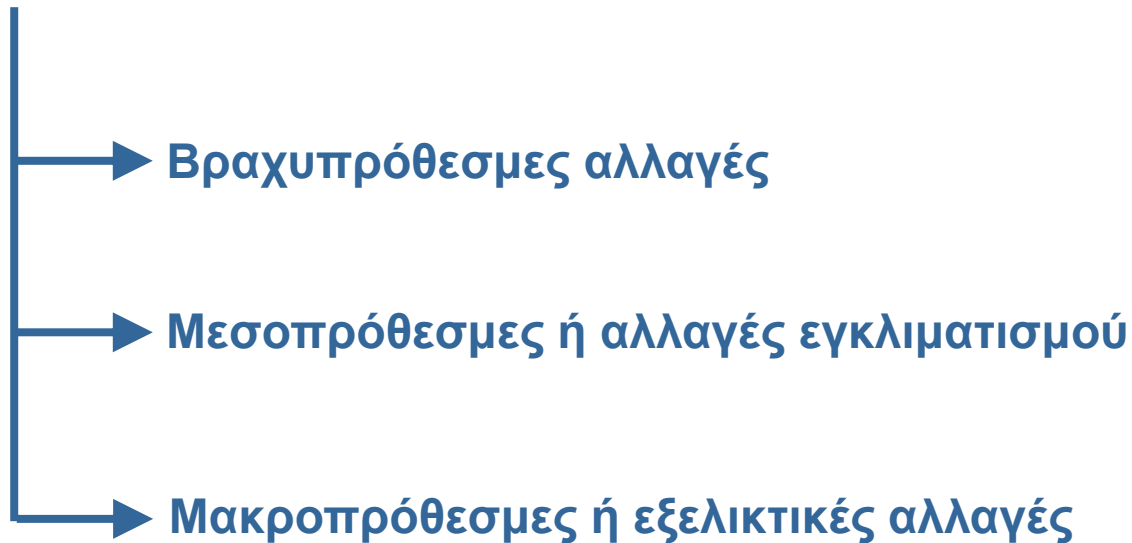 Βραχυπρόθεσμες αλλαγές
Μεσοπρόθεσμες ή αλλαγές εγκλιματισμού
Μακροπρόθεσμες ή εξελικτικές αλλαγές